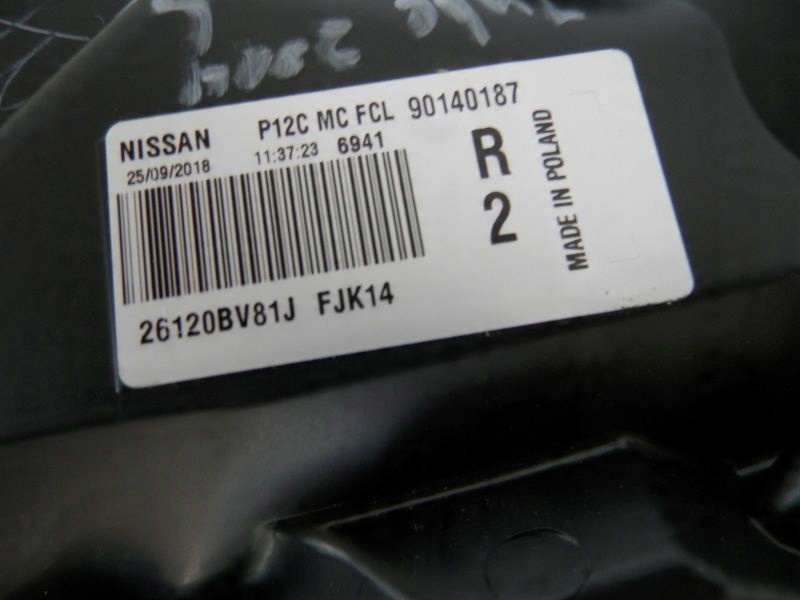 NISSAN P12C MC FCL 90140187
25/09/2018 11:37:23 6941
R
2
MADE IN POLAND
26120BV81J FJK14